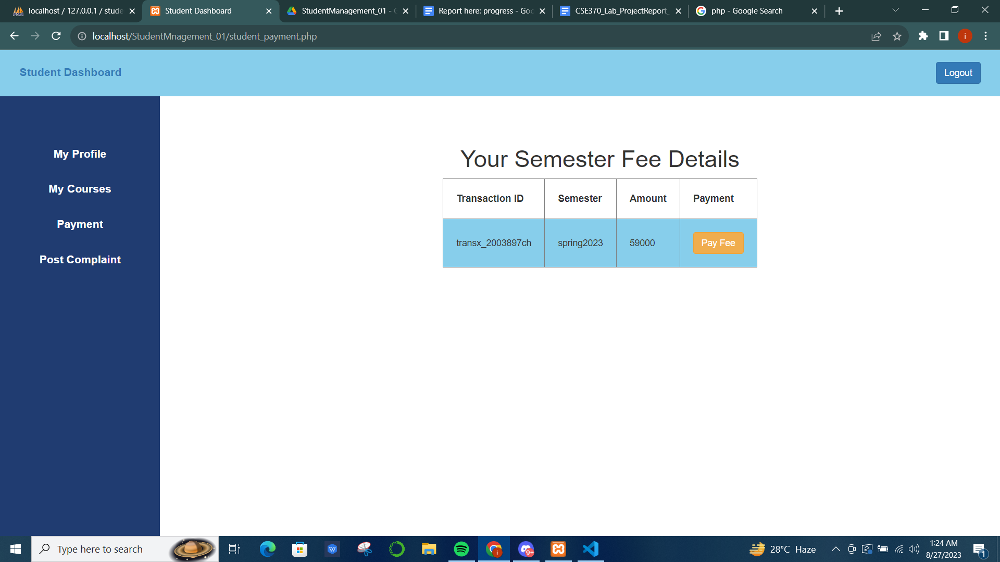 localhost / 127.0.0.1 / stude
Student Dashboard
StudentManagement_01 - G
Report here: progress - Goo
CSE370_Lab_ProjectReport_
php - Google Search
localhost/StudentMnagement_01/student_payment.php
i
Student Dashboard
Logout
My Profile
My Courses
Payment
Post Complaint
Your Semester Fee Details
Transaction ID Semester Amount Payment
transx_2003897ch spring2023 59000 Pay Fee
Type here to search
9+
28°C Haze
1:24 AM
8/27/2023
1